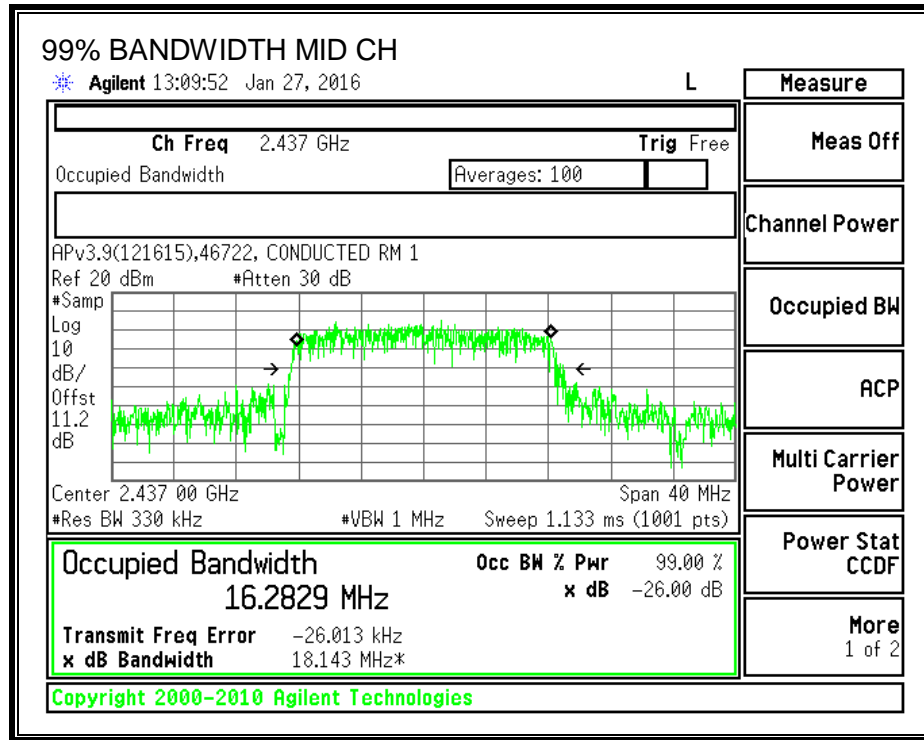 99% BANDWIDTH MID CH
Agilent 13:09:52 Jan 27, 2016 L
Measure
Ch Freq 2.437 GHz Trig Free
Occupied Bandwidth Averages: 100
APv3.9(121615),46722, CONDUCTED RM 1
Ref 20 dBm #Atten 30 dB
#Samp
Log
10
dB/
Offst
11.2
dB
Center 2.437 00 GHz Span 40 MHz
#Res BW 330 kHz #VBW 1 MHz Sweep 1.133 ms (1001 pts)
Occupied Bandwidth Occ BW % Pwr 99.00 %
16.2829 MHz x dB -26.00 dB
Transmit Freq Error -26.013 kHz
x dB Bandwidth 18.143 MHz*
Meas Off
Channel Power
Occupied BW
ACP
Multi Carrier
Power
Power Stat
CCDF
More
1 of 2
Copyright 2000-2010 Agilent Technologies